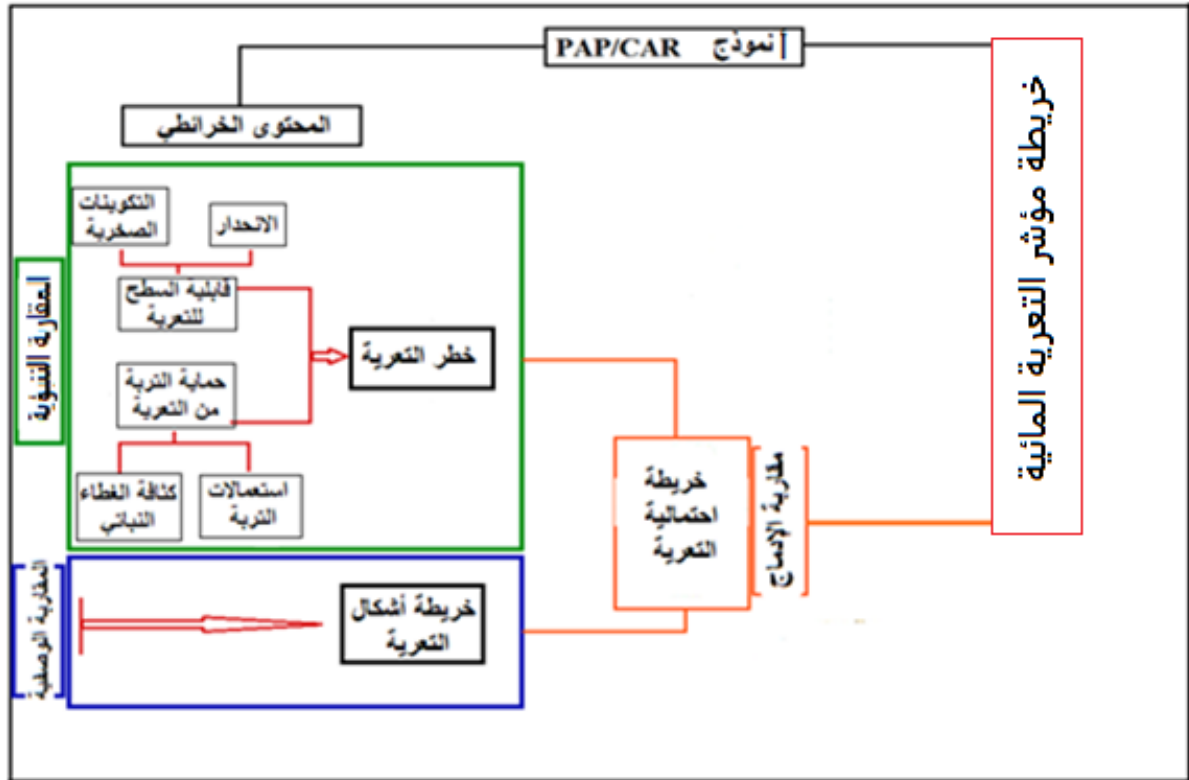 أنموذج PAP/CAR
خريطة مؤشر التعرية المائية
المحتوى الخرائطي
المقاربة التنبؤية
الانحدار
التكوينات
الصخرية
قابلية السطح
للتعرية
خطر التعرية
حماية التربة
من التعرية
استعمالات
التربة
كثافة الغطاء
النباتي
خريطة
احتمالية
التعرية
مقاربة الإدماج
المقاربة الوصفية
خريطة أشكال
التعرية